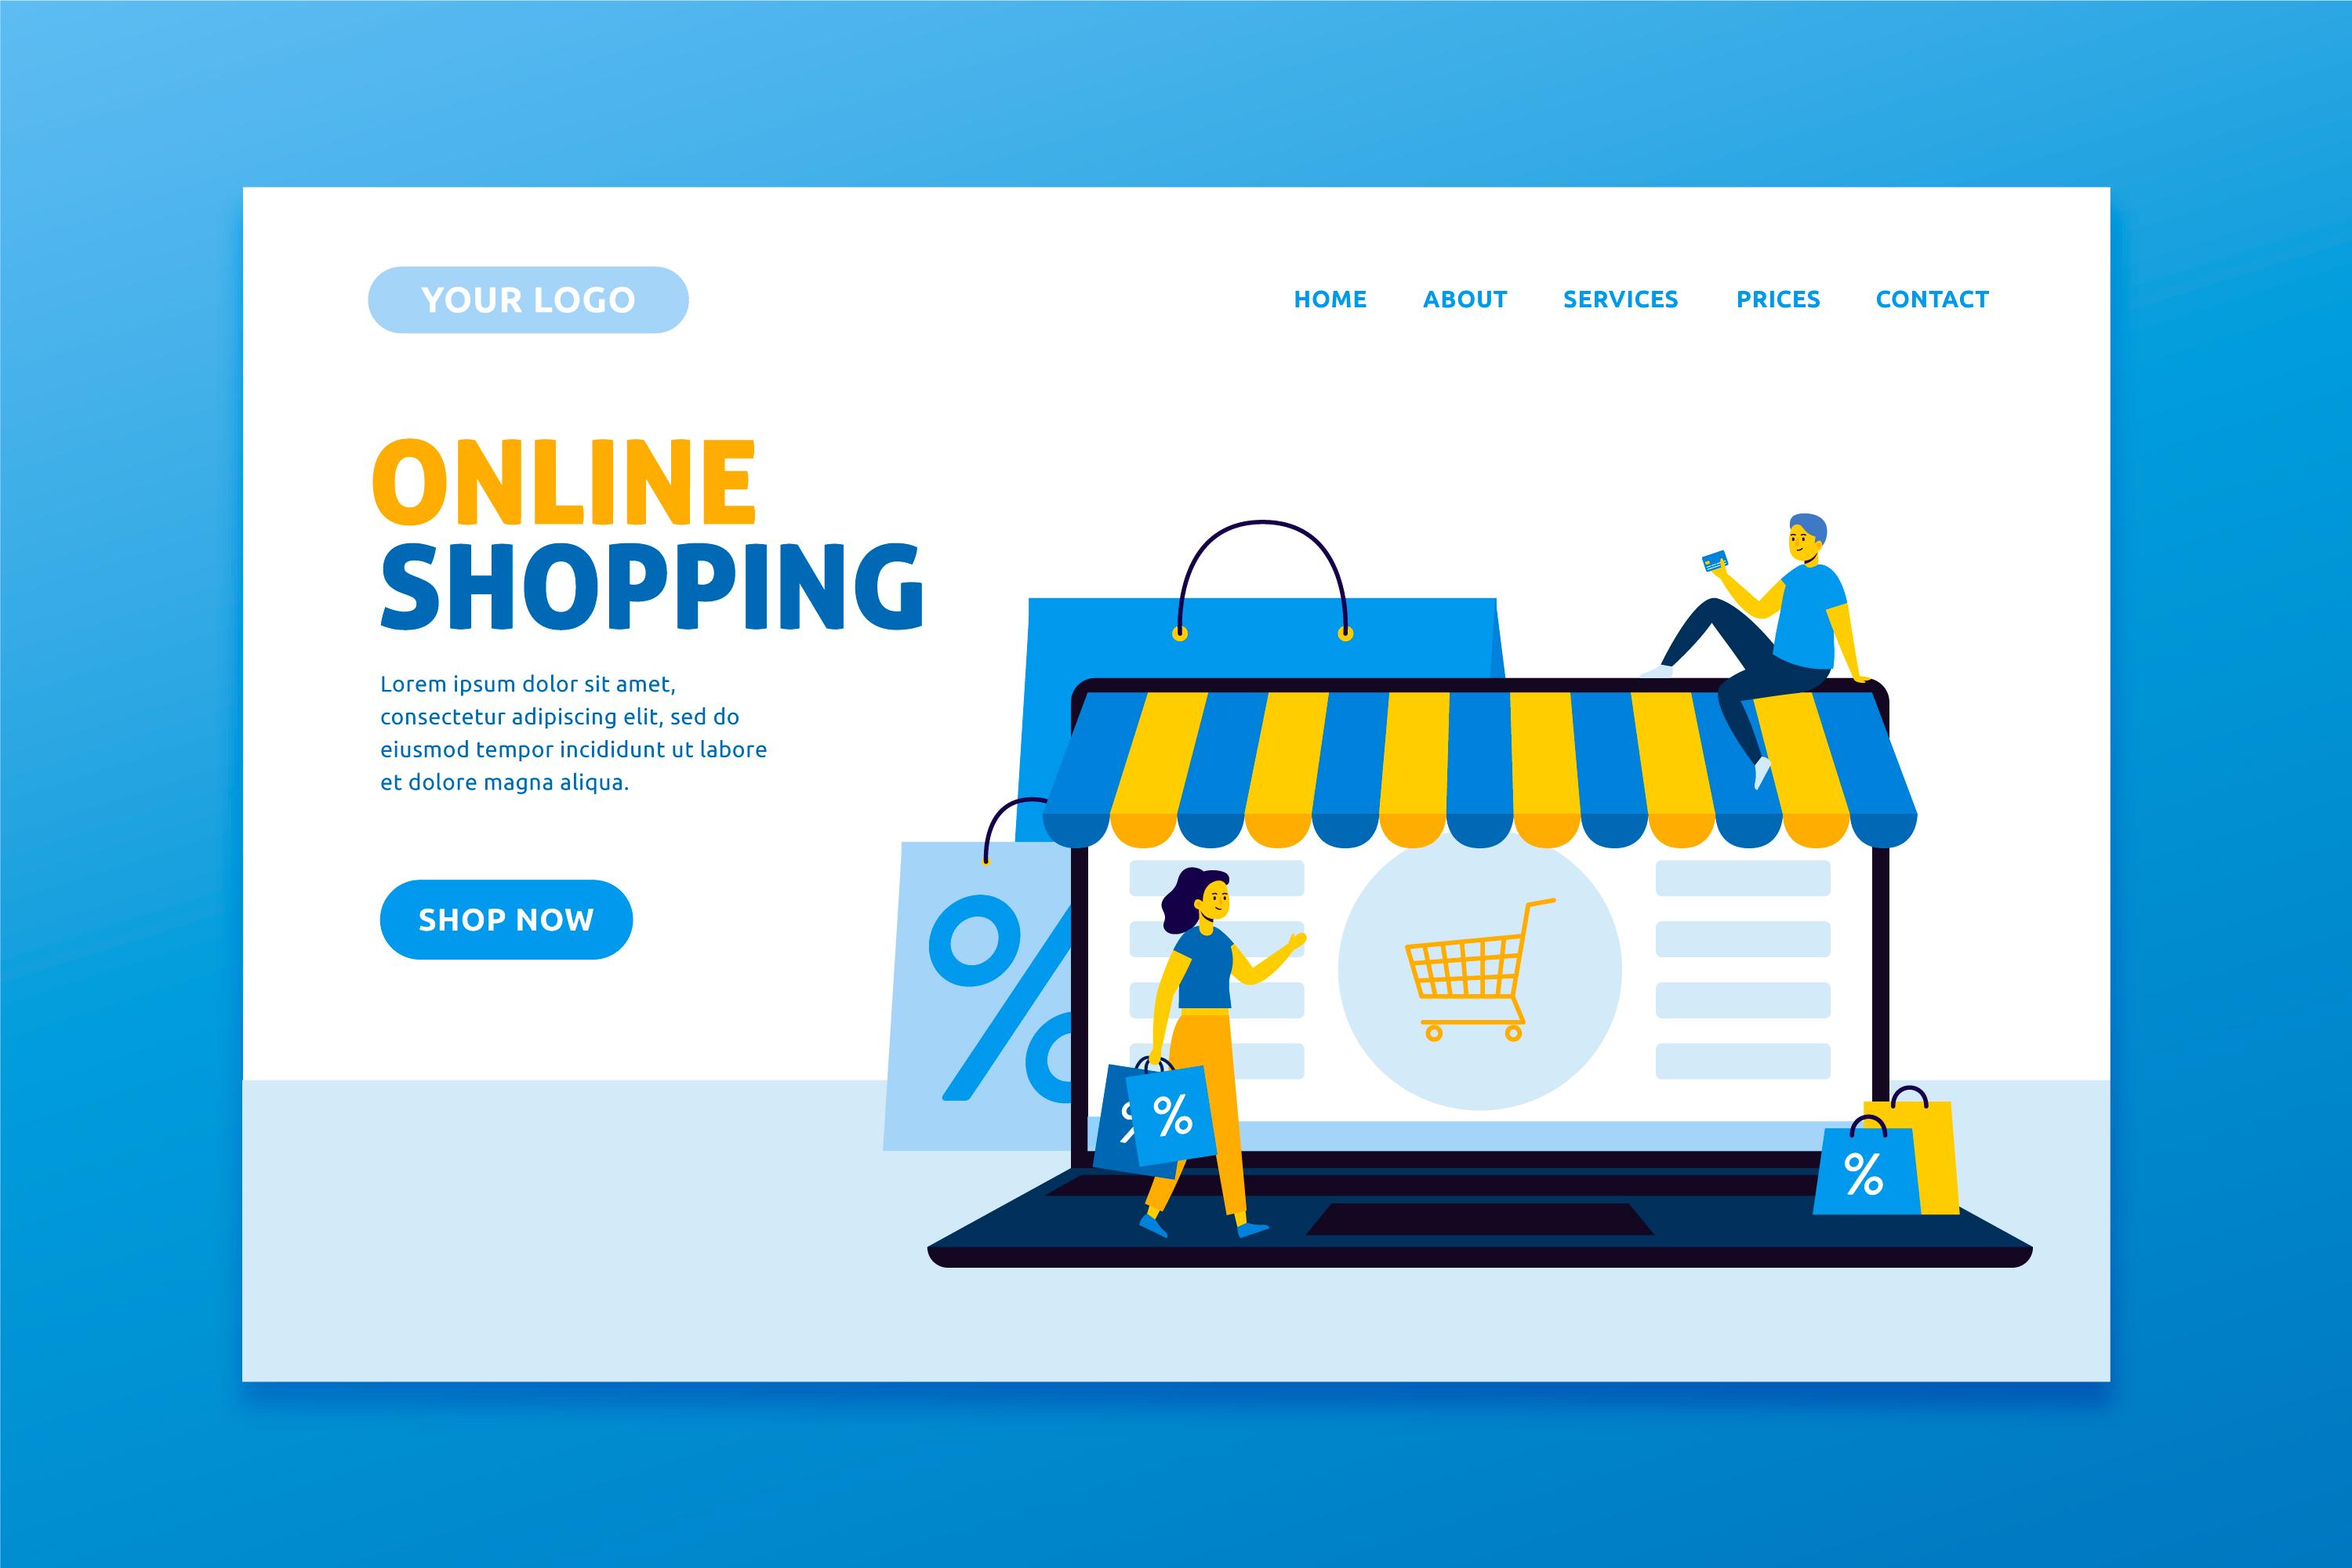 YOUR LOGO
HOME ABOUT SERVICES PRICES CONTACT
ONLINE
SHOPPING
Lorem ipsum dolor sit amet,
consectetur adipiscing elit, sed do
eiusmod tempor incididunt ut labore
et dolore magna aliqua.
SHOP NOW
%
%
%
%